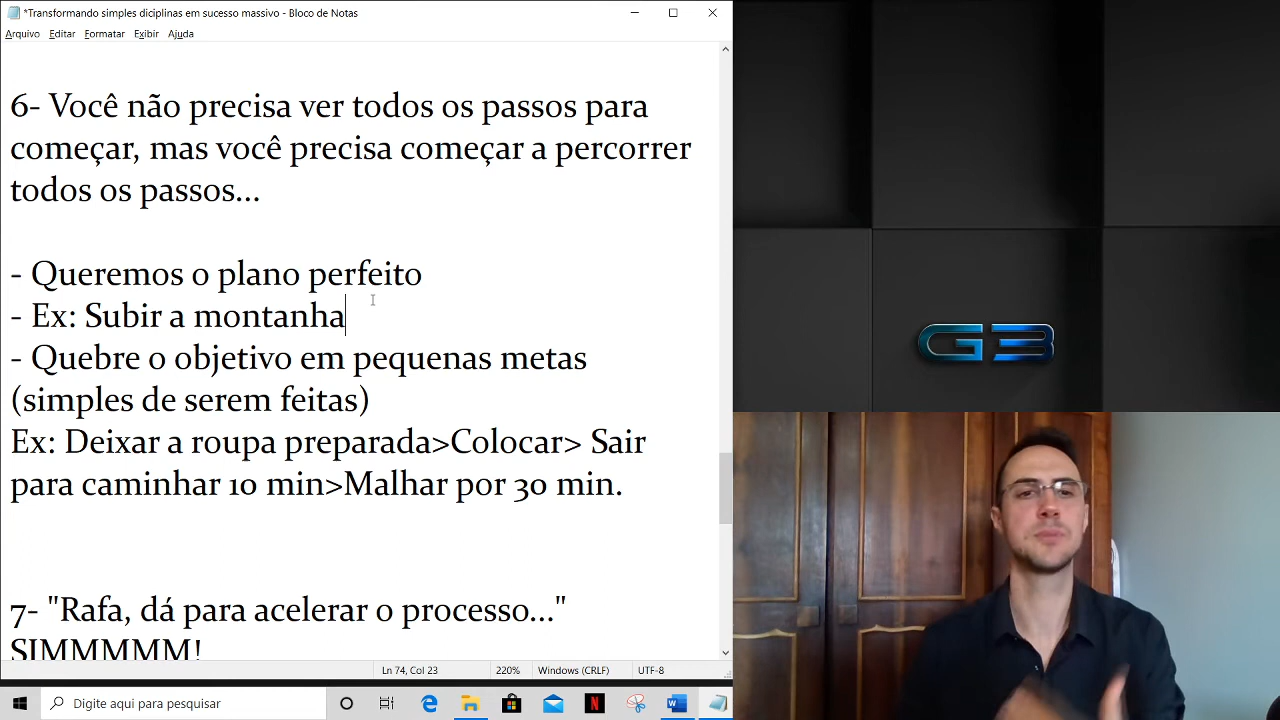 *Transformando simples diciplinas em sucesso massivo - Bloco de Notas
Arquivo Editar Formatar Exibir Ajuda
6- Você não precisa ver todos os passos para
começar, mas você precisa começar a percorrer
todos os passos...
- Queremos o plano perfeito
- Ex: Subir a montanha
- Quebre o objetivo em pequenas metas
(simples de serem feitas)
Ex: Deixar a roupa preparada>Colocar> Sair
para caminhar 10 min>Malhar por 30 min.
7- "Rafa, dá para acelerar o processo..."
SIMMMMM!
Ln 74, Col 23 220% Windows (CRLF) UTF-8
Digite aqui para pesquisar
G3